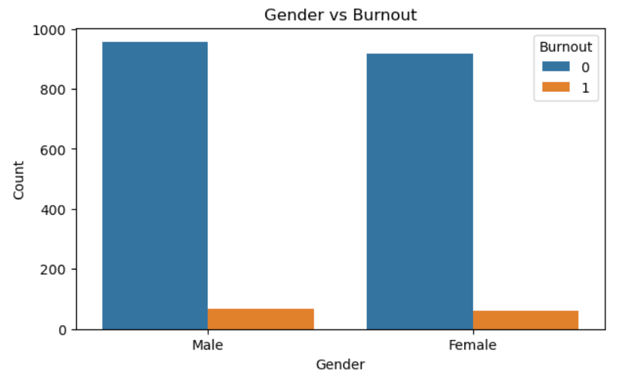 Gender vs Burnout
Burnout
0
1
1000
800
600
400
200
0
Count
Male
Female
Gender